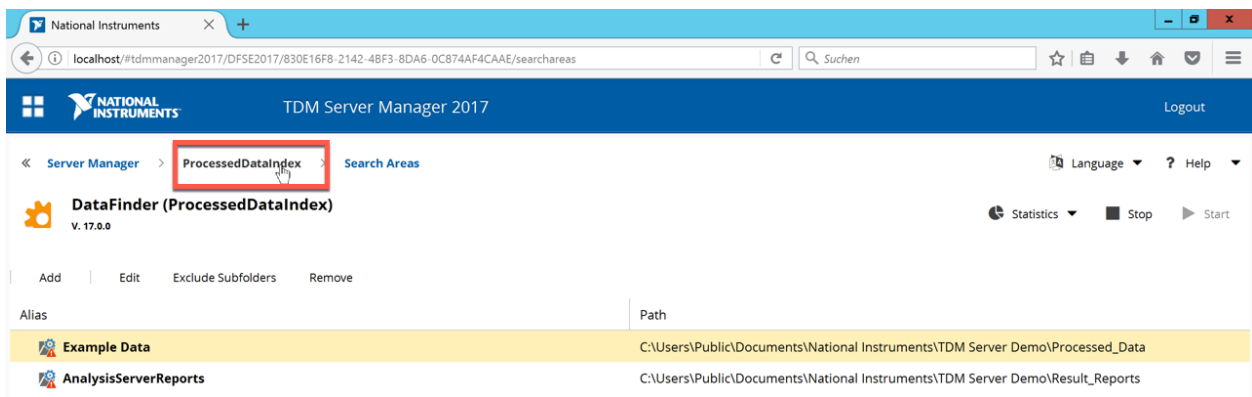 National Instruments
localhost/#tdmmanager2017/DFSE2017/830E16F8-2142-4BF3-8DA6-0C874AF4CAAE/searchareas Suchen
NATIONAL INSTRUMENTS TDM Server Manager 2017 Logout
« Server Manager > ProcessedDataIndex > Search Areas Language ? Help
DataFinder (ProcessedDataIndex)
V. 17.0.0
Statistics Stop Start
Add Edit Exclude Subfolders Remove
Alias Path
Example Data C:\Users\Public\Documents\National Instruments\TDM Server Demo\Processed_Data
AnalysisServerReports C:\Users\Public\Documents\National Instruments\TDM Server Demo\Result_Reports